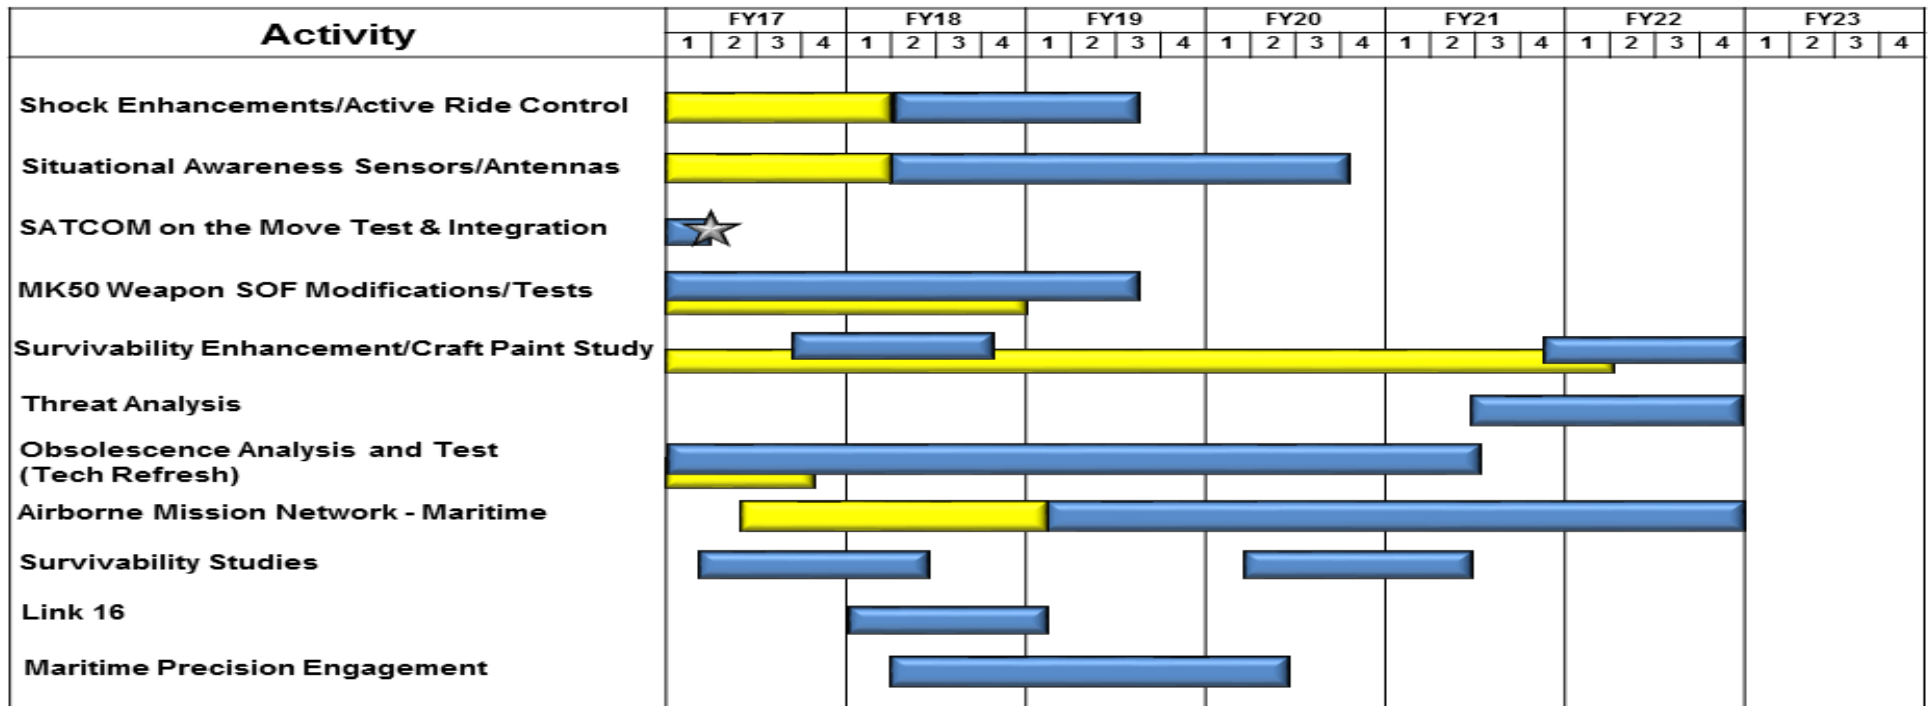 Activity
FY17 FY18 FY19 FY20 FY21 FY22 FY23
1 2 3 4 1 2 3 4 1 2 3 4 1 2 3 4 1 2 3 4 1 2 3 4 1 2 3 4
Shock Enhancements/Active Ride Control
Situational Awareness Sensors/Antennas
SATCOM on the Move Test & Integration
MK50 Weapon SOF Modifications/Tests
Survivability Enhancement/Craft Paint Study
Threat Analysis
Obsolescence Analysis and Test
(Tech Refresh)
Airborne Mission Network - Maritime
Survivability Studies
Link 16
Maritime Precision Engagement